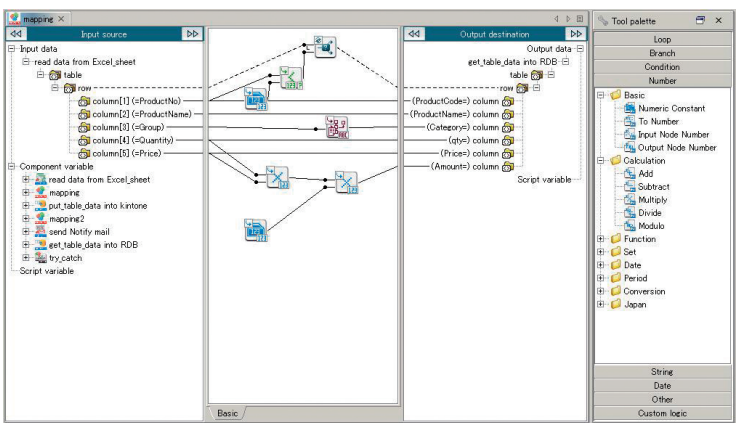 mapping
Input source
Input data
read data from Excel_sheet
table
row
column[1] (=ProductNo)
column[2] (=ProductName)
column[3] (=Group)
column[4] (=Quantity)
column[5] (=Price)
Component variable
read data from Excel_sheet
mapping
put_table_data into kintone
mapping2
send Notify mail
get_table_data into RDB
try_catch
Script variable
123 ?
123
123
123
123
Basic
Output destination
Output data
get_table_data into RDB
table
row
(ProductCode=) column
(ProductName=) column
(Category=) column
(qty=) column
(Price=) column
(Amount=) column
Script variable
Tool palette
Loop
Branch
Condition
Number
Basic
Numeric Constant
To Number
Input Node Number
Output Node Number
Calculation
Add
Subtract
Multiply
Divide
Modulo
Function
Set
Date
Period
Conversion
Japan
String
Date
Other
Custom logic